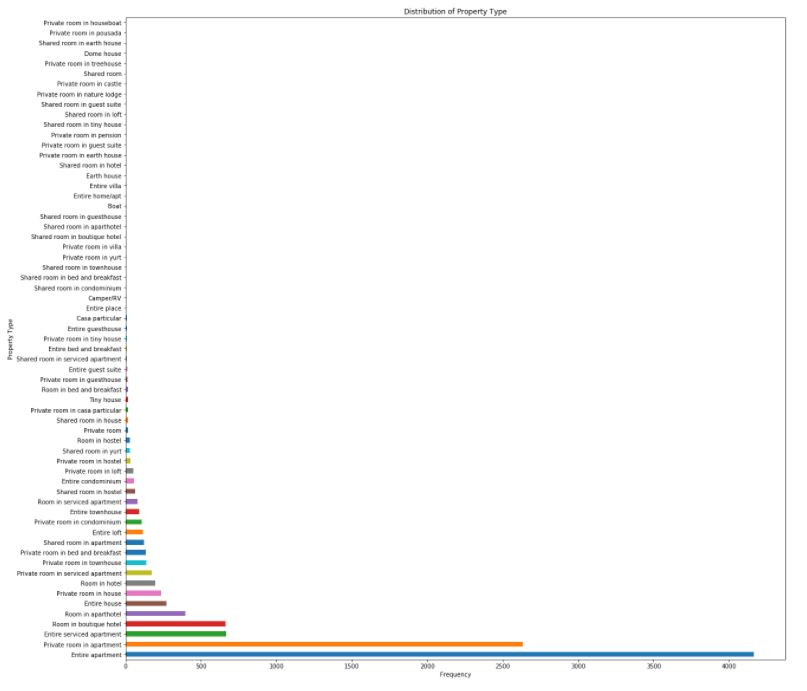 Distribution of Property Type
Private room in houseboat
Private room in pousada
Shared room in earth house
Dome house
Private room in treehouse
Shared room
Private room in castle
Private room in nature lodge
Shared room in guest suite
Shared room in loft
Shared room in tiny house
Private room in pension
Private room in guest suite
Private room in earth house
Shared room in hotel
Earth house
Entire villa
Entire home/apt
Boat
Shared room in guesthouse
Shared room in aparthotel
Shared room in boutique hotel
Private room in villa
Private room in yurt
Shared room in townhouse
Shared room in bed and breakfast
Shared room in condominium
Camper/RV
Entire place
Casa particular
Entire guesthouse
Private room in tiny house
Entire bed and breakfast
Shared room in serviced apartment
Entire guest suite
Private room in guesthouse
Room in bed and breakfast
Tiny house
Private room in casa particular
Shared room in house
Private room
Room in hostel
Shared room in yurt
Private room in hostel
Private room in loft
Entire condominium
Shared room in hostel
Room in serviced apartment
Entire townhouse
Private room in condominium
Entire loft
Shared room in apartment
Private room in bed and breakfast
Private room in townhouse
Private room in serviced apartment
Room in hotel
Private room in house
Entire house
Room in aparthotel
Room in boutique hotel
Entire serviced apartment
Private room in apartment
Entire apartment
Property Type
0 500 1000 1500 2000 2500 3000 3500 4000
Frequency